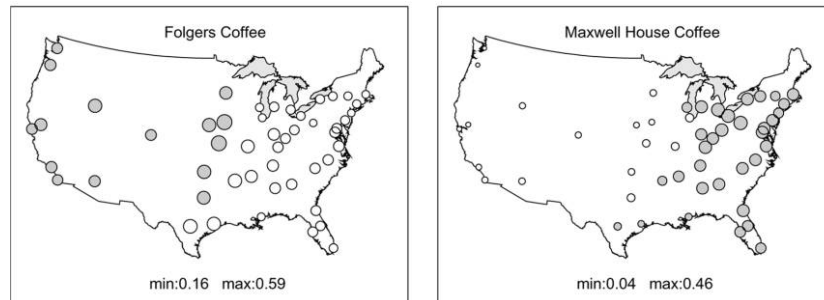 Folgers Coffee
min:0.16 max:0.59
Maxwell House Coffee
min:0.04 max:0.46